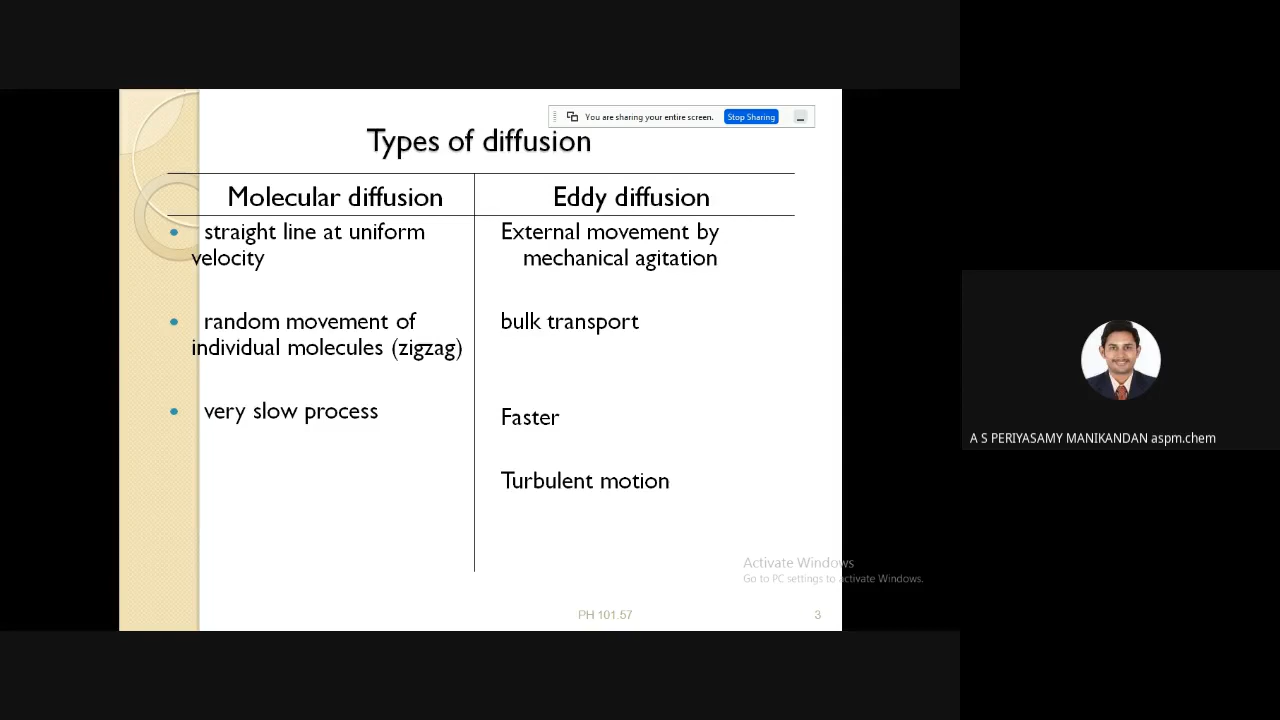 You are sharing your entire screen. Stop Sharing
Types of diffusion
Molecular diffusion
straight line at uniform
velocity
random movement of
individual molecules (zigzag)
very slow process
Eddy diffusion
External movement by
mechanical agitation
bulk transport
Faster
Turbulent motion
Activate Windows
Go to PC settings to activate Windows.
PH 101.57
3
A S PERIYASAMY MANIKANDAN aspm.chem